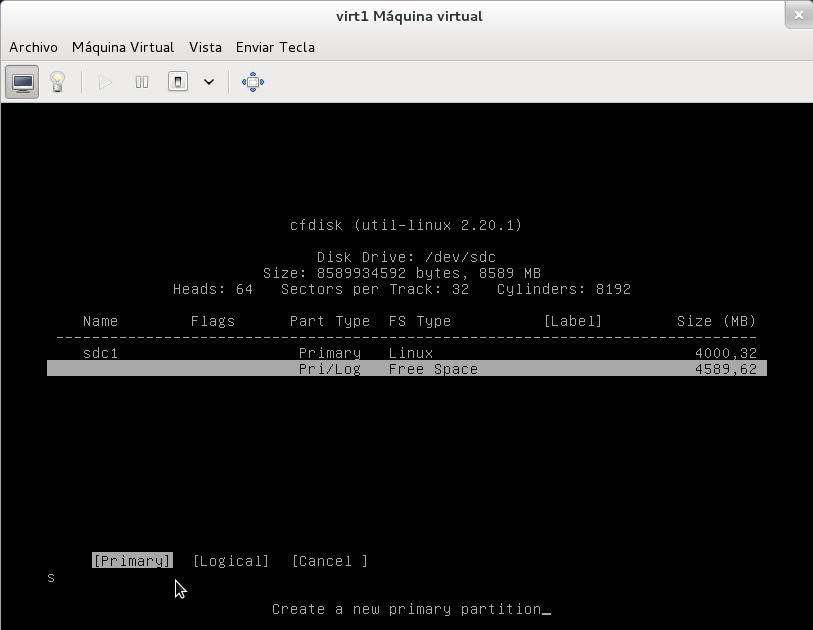 virt1 Máquina virtual
Archivo Máquina Virtual Vista Enviar Tecla
cfdisk (util-linux 2.20.1)
Disk Drive: /dev/sdc
Size: 8589934592 bytes, 8589 MB
Heads: 64 Sectors per Track: 32 Cylinders: 8192
Name Flags Part Type FS Type [Label] Size (MB)
------------------------------------------------------------------------------
sdc1 Primary Linux 4000,32
Pri/Log Free Space 4589,62
[Primary] [Logical] [Cancel ]
s
Create a new primary partition_